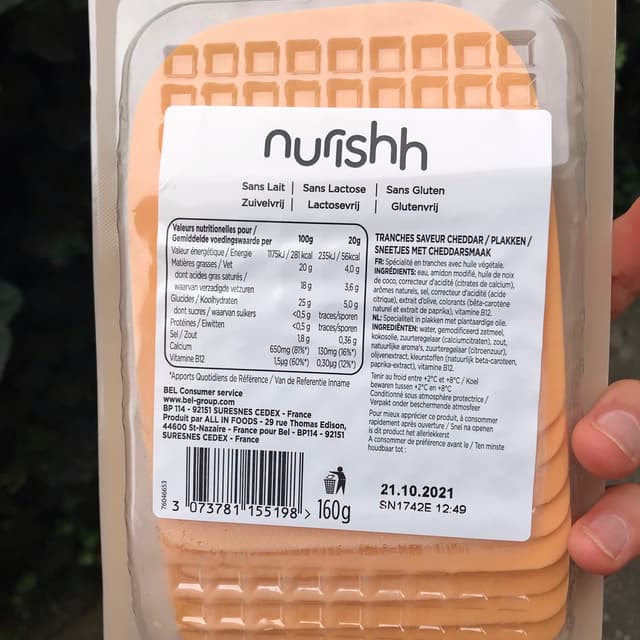 nurishh
Sans Lait | Sans Lactose | Sans Gluten
Zuivelvrij | Lactosevrij | Glutenvrij
Valeurs nutritionelles pour /
Gemiddelde voedingswaarde per 100g 20g
Valeur énergétique / Energie 1175kJ / 281 kcal 235kJ / 56kcal
Matières grasses / Vet 20 g 4,0 g
dont acides gras saturés /
waarvan verzadigde vetzuren 18 g 3,6 g
Glucides / Koolhydraten 25 g 5,0 g
dont sucres / waarvan suikers <0,5 g traces/sporen
Protéines / Eiwitten <0,5 g traces/sporen
Sel / Zout 1,8 g 0,36 g
Calcium 650mg (81%*) 130mg (16%*)
Vitamine B12 1,5µg (60%*) 0,30µg (12%*)
*Apports Quotidiens de Référence / Van de Referentie Inname
BEL Consumer service
www.bel-group.com
BP 114 - 92151 SURESNES CEDEX - France
Produit par ALL IN FOODS - 29 rue Thomas Edison,
44600 St-Nazaire - France pour Bel - BP114 - 92151
SURESNES CEDEX - France
76046653
3 073781 155198 >
160g
TRANCHES SAVEUR CHEDDAR / PLAKKEN /
SNEETJES MET CHEDDARSMAAK
FR: Spécialité en tranches avec huile végétale.
INGRÉDIENTS: eau, amidon modifié, huile de noix
de coco, correcteur d'acidité (citrates de calcium),
arômes naturels, sel, correcteur d'acidité (acide
citrique), extrait d'olive, colorants (bêta-carotène
naturel et extrait de paprika), vitamine B12.
NL: Specialiteit in plakken met plantaardige olie.
INGREDIËNTEN: water, gemodificeerd zetmeel,
kokosolie, zuurteregelaar (calciumcitraten), zout,
natuurlijke aroma's, zuurteregelaar (citroenzuur),
olijvenextract, kleurstoffen (natuurlijk beta-caroteen,
paprika-extract), vitamine B12.
Tenir au froid entre +2°C et +8°C / Koel
bewaren tussen +2°C en +8°C
Conditionné sous atmosphère protectrice /
Verpakt onder beschermende atmosfeer
Pour mieux apprécier ce produit, à consommer
rapidement après ouverture / Snel na openen
is dit product het allerlekkerst
A consommer de préférence avant le / Ten minste
houdbaar tot :
21.10.2021
SN1742E 12:49